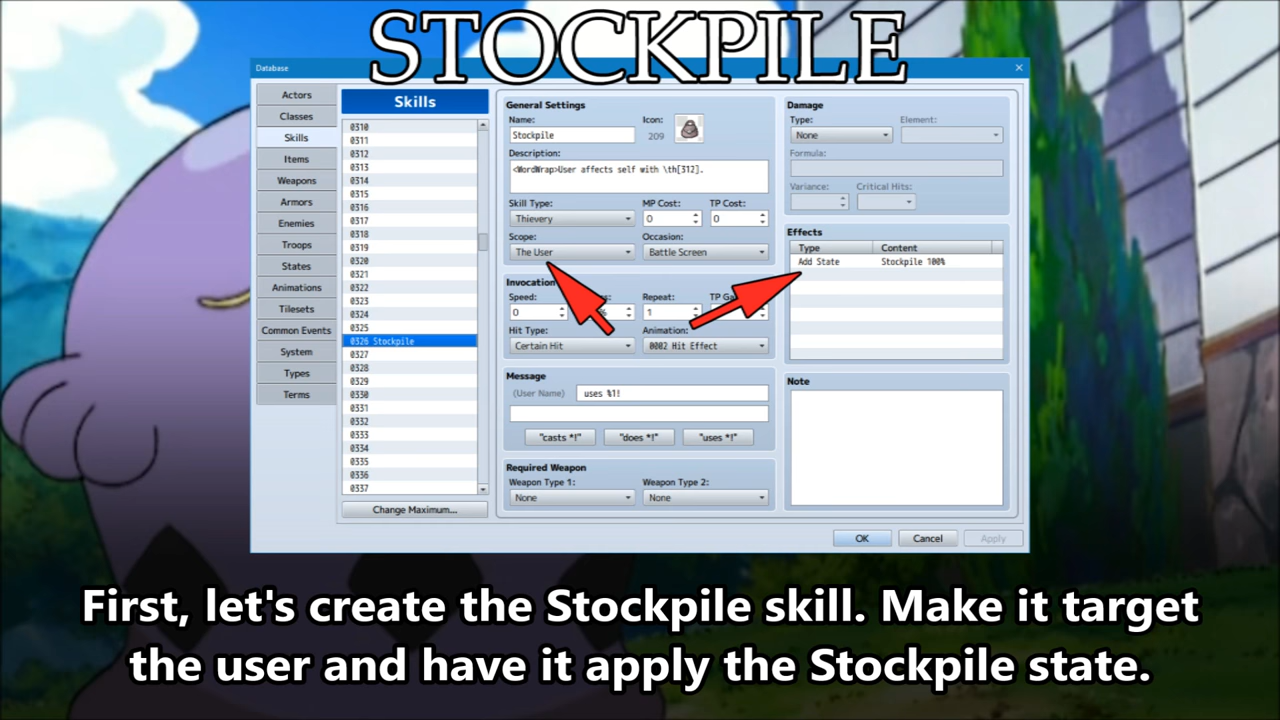 STOCKPILE
Database
Actors
Classes
Skills
Items
Weapons
Armors
Enemies
Troops
States
Animations
Tilesets
Common Events
System
Types
Terms
Skills
0310
0311
0312
0313
0314
0315
0316
0317
0318
0319
0320
0321
0322
0323
0324
0325
0326 Stockpile
0327
0328
0329
0330
0331
0332
0333
0334
0335
0336
0337
Change Maximum...
General Settings
Name: Icon:
Stockpile 209
Description:
<WordWrap>User affects self with \th[312].
Skill Type: MP Cost: TP Cost:
Thievery 0 0
Scope: Occasion:
The User Battle Screen
Invocation
Speed: Repeat:
0 % 1
Hit Type: Animation:
Certain Hit 0002 Hit Effect
Message
(User Name) uses %1!
"casts *!" "does *!" "uses *!"
Required Weapon
Weapon Type 1: Weapon Type 2:
None None
Damage
Type: Element:
None
Formula:
Variance: Critical Hits:
Effects
Type Content
Add State Stockpile 100%
Note
OK Cancel Apply
First, let's create the Stockpile skill. Make it target
the user and have it apply the Stockpile state.